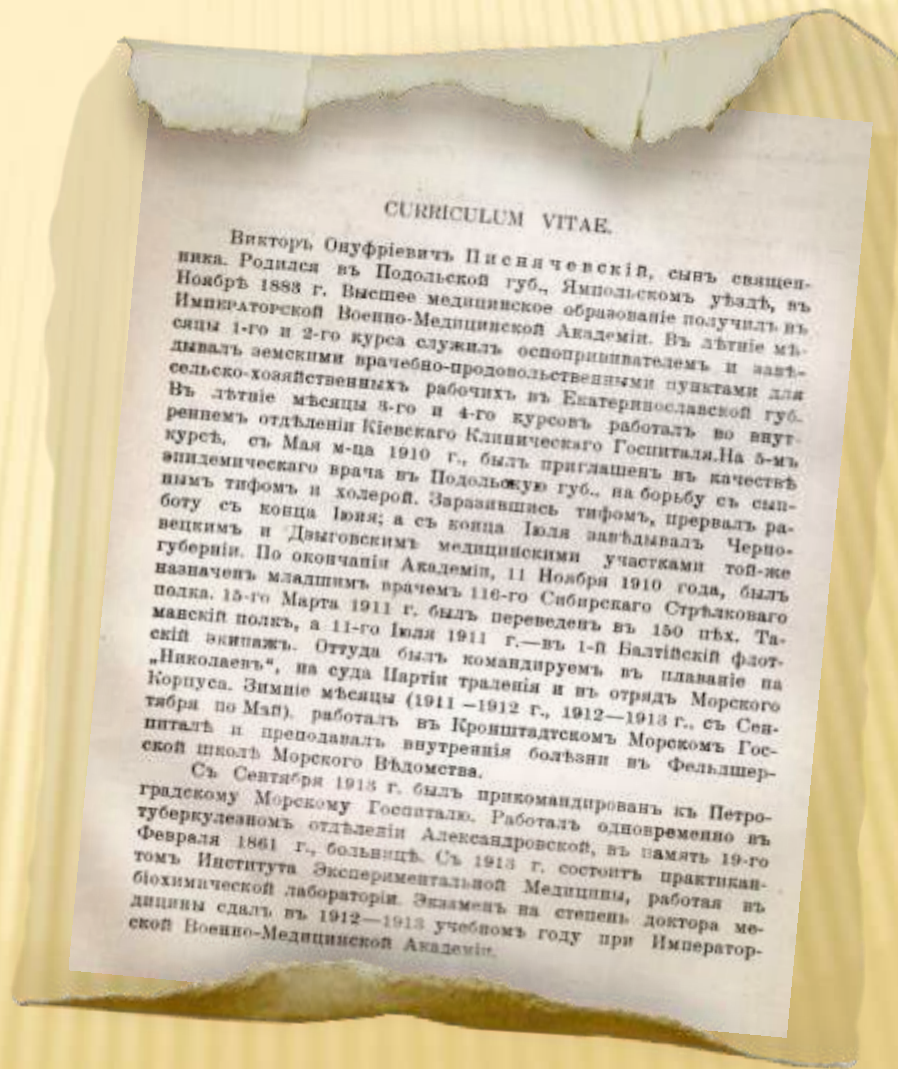 CURRICULUM VITAE.
Викторъ Онуфріевичъ Писнячевскій, сынъ священ-
ника. Родился въ Подольской губ., Ямпольскомъ уѣздѣ, въ
Ноябрѣ 1883 г. Высшее медицинское образованіе получилъ въ
Императорской Военно-Медицинской Академіи. Въ лѣтніе мѣ-
сяцы 1-го и 2-го курса служилъ оспопрививателемъ и завѣ-
дывалъ земскими врачебно-продовольственными пунктами для
сельско-хозяйственныхъ рабочихъ въ Екатеринославской губ.
Въ лѣтніе мѣсяцы 3-го и 4-го курсовъ работалъ во внут-
реннемъ отдѣленіи Кіевскаго Клиническаго Госпиталя.На 5-мъ
курсѣ, съ Мая м-ца 1910 г., былъ приглашенъ въ качествѣ
эпидемическаго врача въ Подольскую губ., на борьбу съ сып-
нымъ тифомъ и холерой. Заразившись тифомъ, прервалъ ра-
боту съ конца Іюня; а съ конца Іюля завѣдывалъ Черно-
вецкимъ и Двыговскимъ медицинскими участками той-же
губерніи. По окончаніи Академіи, 11 Ноября 1910 года, былъ
назначенъ младшимъ врачемъ 116-го Сибирскаго Стрѣлковаго
полка. 15-го Марта 1911 г. былъ переведенъ въ 150 пѣх. Та-
манскій полкъ, а 11-го Іюля 1911 г.—въ 1-й Балтійскій флот-
скій экипажъ. Оттуда былъ командируемъ въ плаваніе на
„Николаевъ“, на суда Партіи траленія и въ отрядъ Морского
Корпуса. Зимніе мѣсяцы (1911—1912 г., 1912—1913 г., съ Сен-
тября по Май). работалъ въ Кронштадтскомъ Морскомъ Гос-
питалѣ и преподавалъ внутреннія болѣзни въ Фельдшер-
ской школѣ Морского Вѣдомства.
Съ Сентября 1913 г. былъ прикомандированъ къ Петро-
градскому Морскому Госпиталю. Работалъ одновременно въ
туберкулезномъ отдѣленіи Александровской, въ память 19-го
Февраля 1861 г., больницѣ. Съ 1913 г. состоитъ практикан-
томъ Института Экспериментальной Медицины, работая въ
біохимической лабораторіи. Экзаменъ на степень доктора ме-
дицины сдалъ въ 1912—1913 учебномъ году при Император-
ской Военно-Медицинской Академіи.